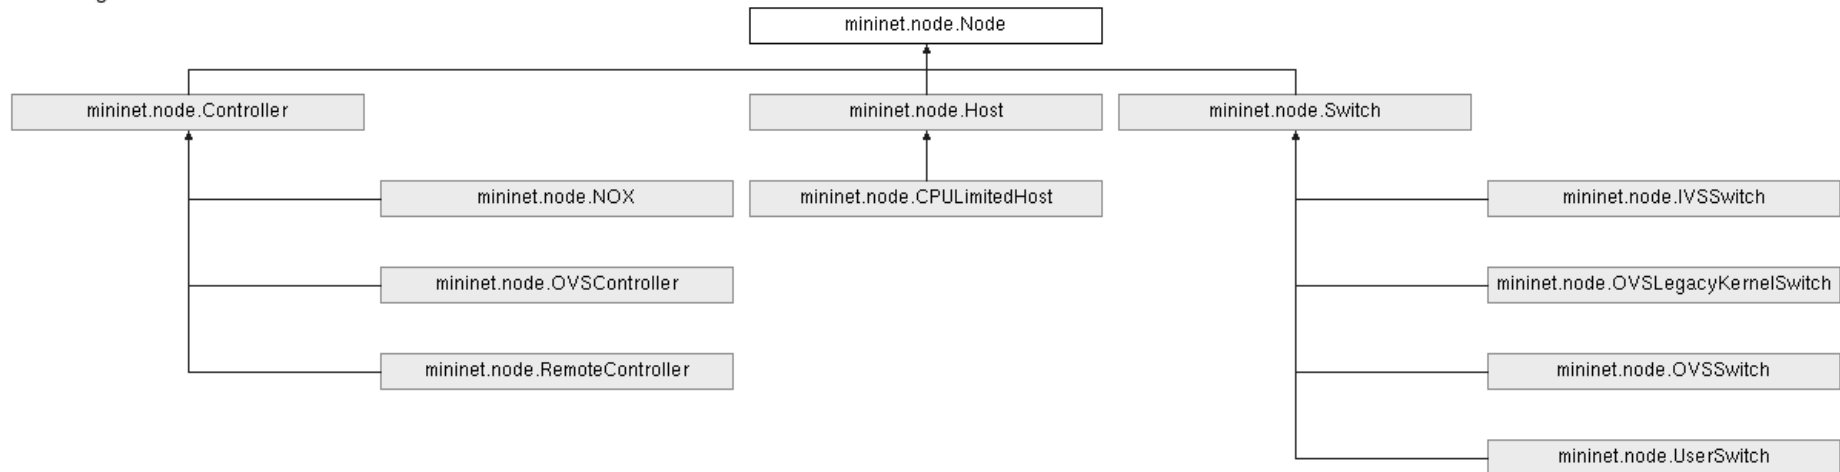 mininet.node.Node
mininet.node.Controller
mininet.node.Host
mininet.node.Switch
mininet.node.NOX
mininet.node.CPULimitedHost
mininet.node.IVSSwitch
mininet.node.OVSController
mininet.node.OVSLegacyKernelSwitch
mininet.node.RemoteController
mininet.node.OVSSwitch
mininet.node.UserSwitch